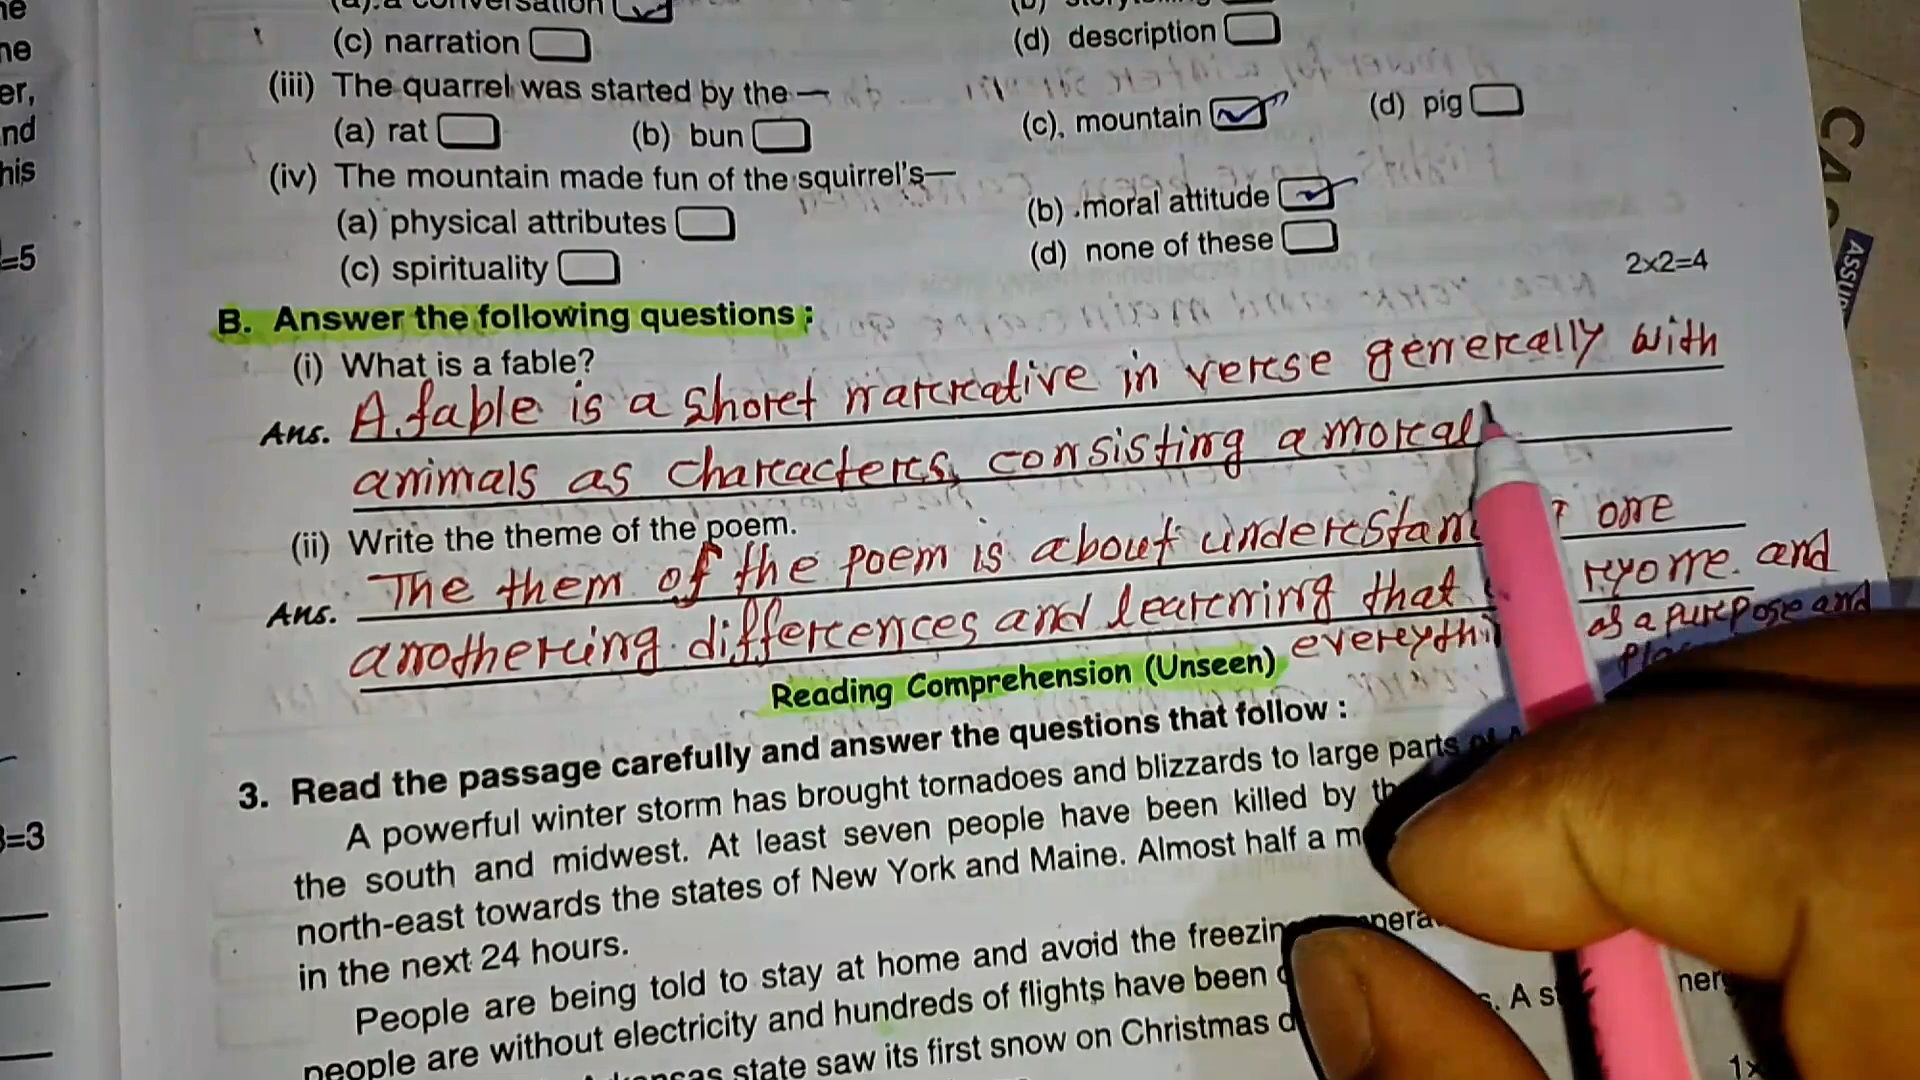 (a) a conversation
(c) narration
(d) description
(iii) The quarrel was started by the —
(a) rat (b) bun (c) mountain (d) pig
(iv) The mountain made fun of the squirrel's—
(a) physical attributes (b) moral attitude
(c) spirituality (d) none of these
2x2=4
B. Answer the following questions :
(i) What is a fable?
Ans. A fable is a short narrative in verse generally with
animals as characters, consisting a moral
(ii) Write the theme of the poem.
Ans. The them of the poem is about one
anothering differences and learning that and
as a purpose and
Reading Comprehension (Unseen)
3. Read the passage carefully and answer the questions that follow :
A powerful winter storm has brought tornadoes and blizzards to large parts of
the south and midwest. At least seven people have been killed by
north-east towards the states of New York and Maine. Almost half a
in the next 24 hours.
People are being told to stay at home and avoid the
people are without electricity and hundreds of flights have been
state saw its first snow on Christmas
er,
nd
his
=5
=3